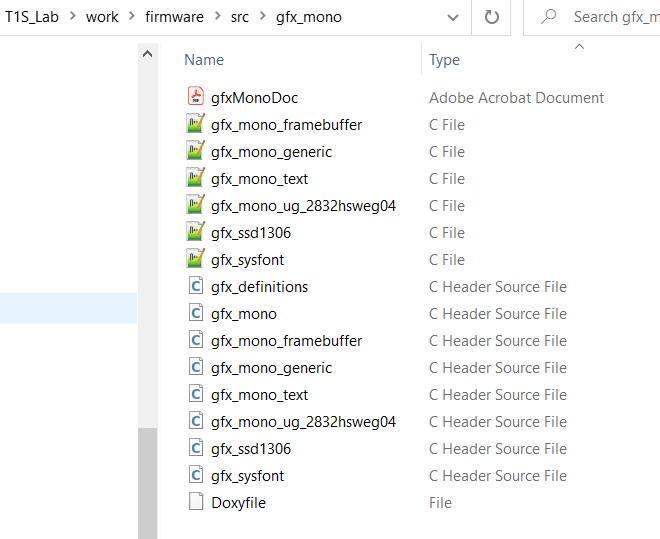 T1S_Lab > work > firmware > src > gfx_mono Search gfx_m
Name Type
gfxMonoDoc Adobe Acrobat Document
gfx_mono_framebuffer C File
gfx_mono_generic C File
gfx_mono_text C File
gfx_mono_ug_2832hsweg04 C File
gfx_ssd1306 C File
gfx_sysfont C File
gfx_definitions C Header Source File
gfx_mono C Header Source File
gfx_mono_framebuffer C Header Source File
gfx_mono_generic C Header Source File
gfx_mono_text C Header Source File
gfx_mono_ug_2832hsweg04 C Header Source File
gfx_ssd1306 C Header Source File
gfx_sysfont C Header Source File
Doxyfile File